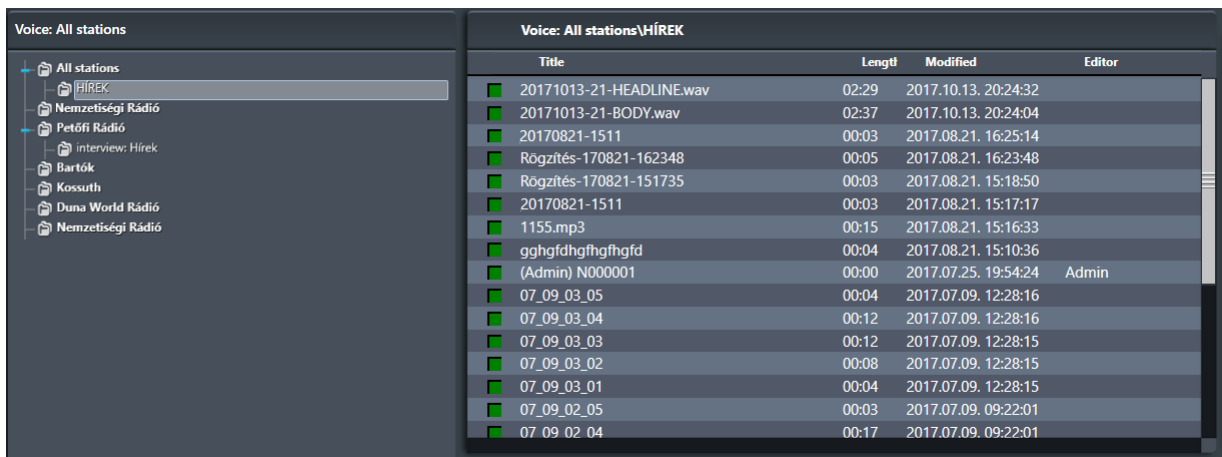 Voice: All stations
All stations
HÍREK
Nemzetiségi Rádió
Petőfi Rádió
interview: Hírek
Bartók
Kossuth
Duna World Rádió
Nemzetiségi Rádió
Voice: All stations\HÍREK
Title Lengtl Modified Editor
20171013-21-HEADLINE.wav 02:29 2017.10.13. 20:24:32
20171013-21-BODY.wav 02:37 2017.10.13. 20:24:04
20170821-1511 00:03 2017.08.21. 16:25:14
Rögzítés-170821-162348 00:05 2017.08.21. 16:23:48
Rögzítés-170821-151735 00:03 2017.08.21. 15:18:50
20170821-1511 00:03 2017.08.21. 15:17:17
1155.mp3 00:15 2017.08.21. 15:16:33
gghgfdhgfhgfhgfd 00:04 2017.08.21. 15:10:36
(Admin) N000001 00:00 2017.07.25. 19:54:24 Admin
07_09_03_05 00:04 2017.07.09. 12:28:16
07_09_03_04 00:12 2017.07.09. 12:28:16
07_09_03_03 00:12 2017.07.09. 12:28:15
07_09_03_02 00:08 2017.07.09. 12:28:15
07_09_03_01 00:04 2017.07.09. 12:28:15
07_09_02_05 00:03 2017.07.09. 09:22:01
07_09_02_04 00:17 2017.07.09. 09:22:01